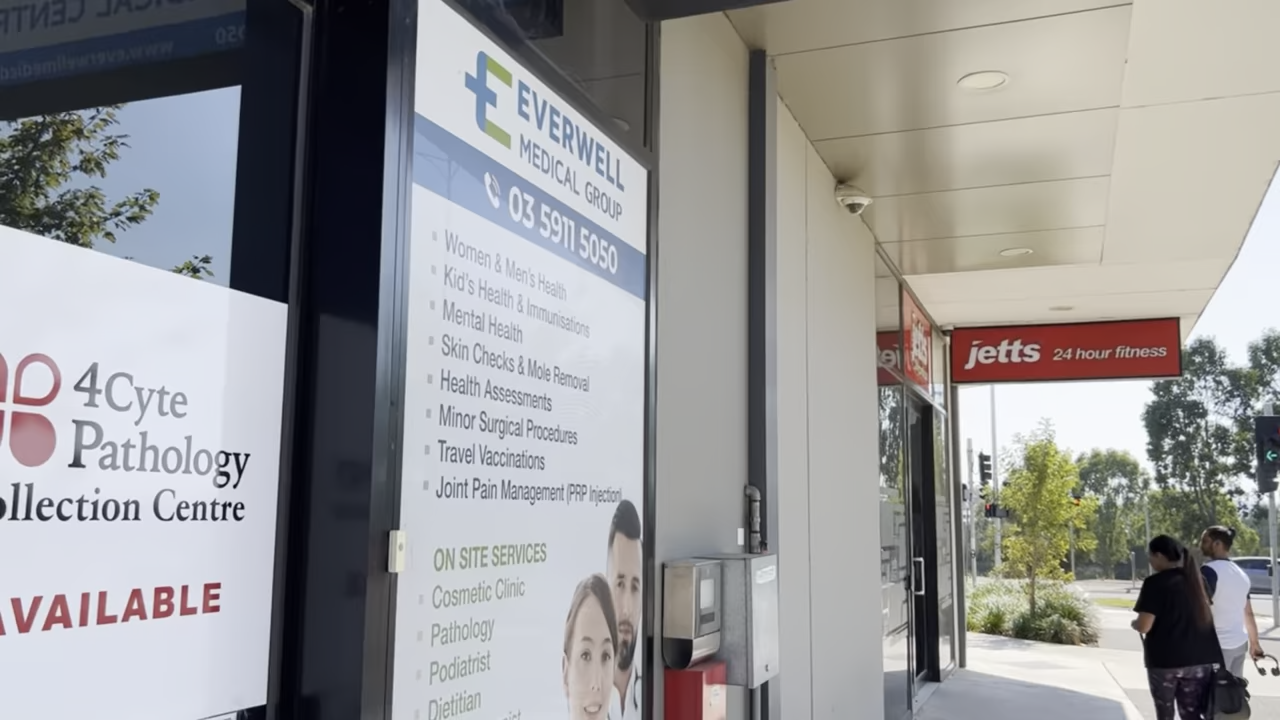 4Cyte
Pathology
ollection Centre
AVAILABLE
EVERWELL
MEDICAL GROUP
03 5911 5050
Women & Men's Health
Kid's Health & Immunisations
Mental Health
Skin Checks & Mole Removal
Health Assessments
Minor Surgical Procedures
Travel Vaccinations
Joint Pain Management (PRP Injection)
ON SITE SERVICES
Cosmetic Clinic
Pathology
Podiatrist
Dietitian
jetts
jetts 24 hour fitness